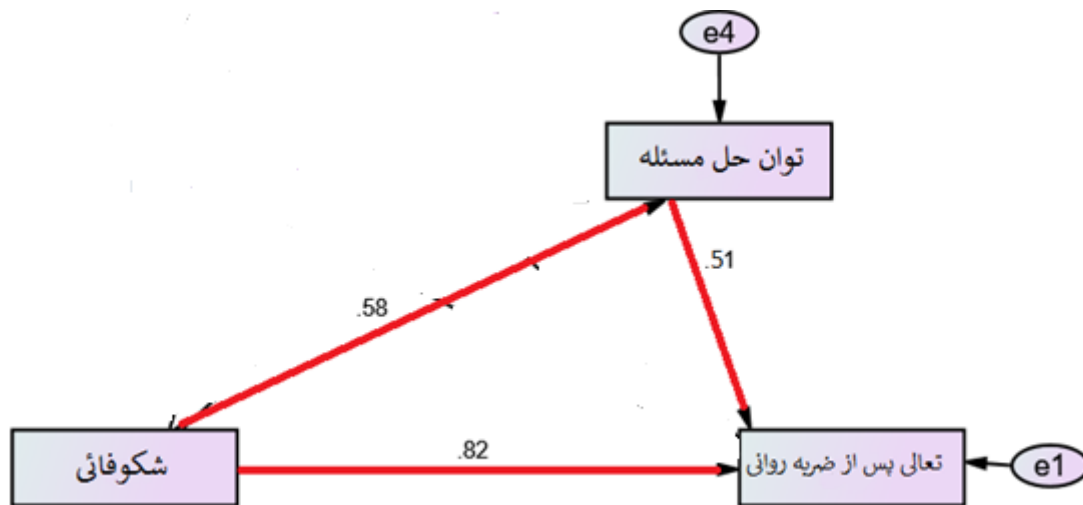 e4
توان حل مسئله
.51
.58
شکوفائی
.82
تعالی پس از ضربه روانی
e1